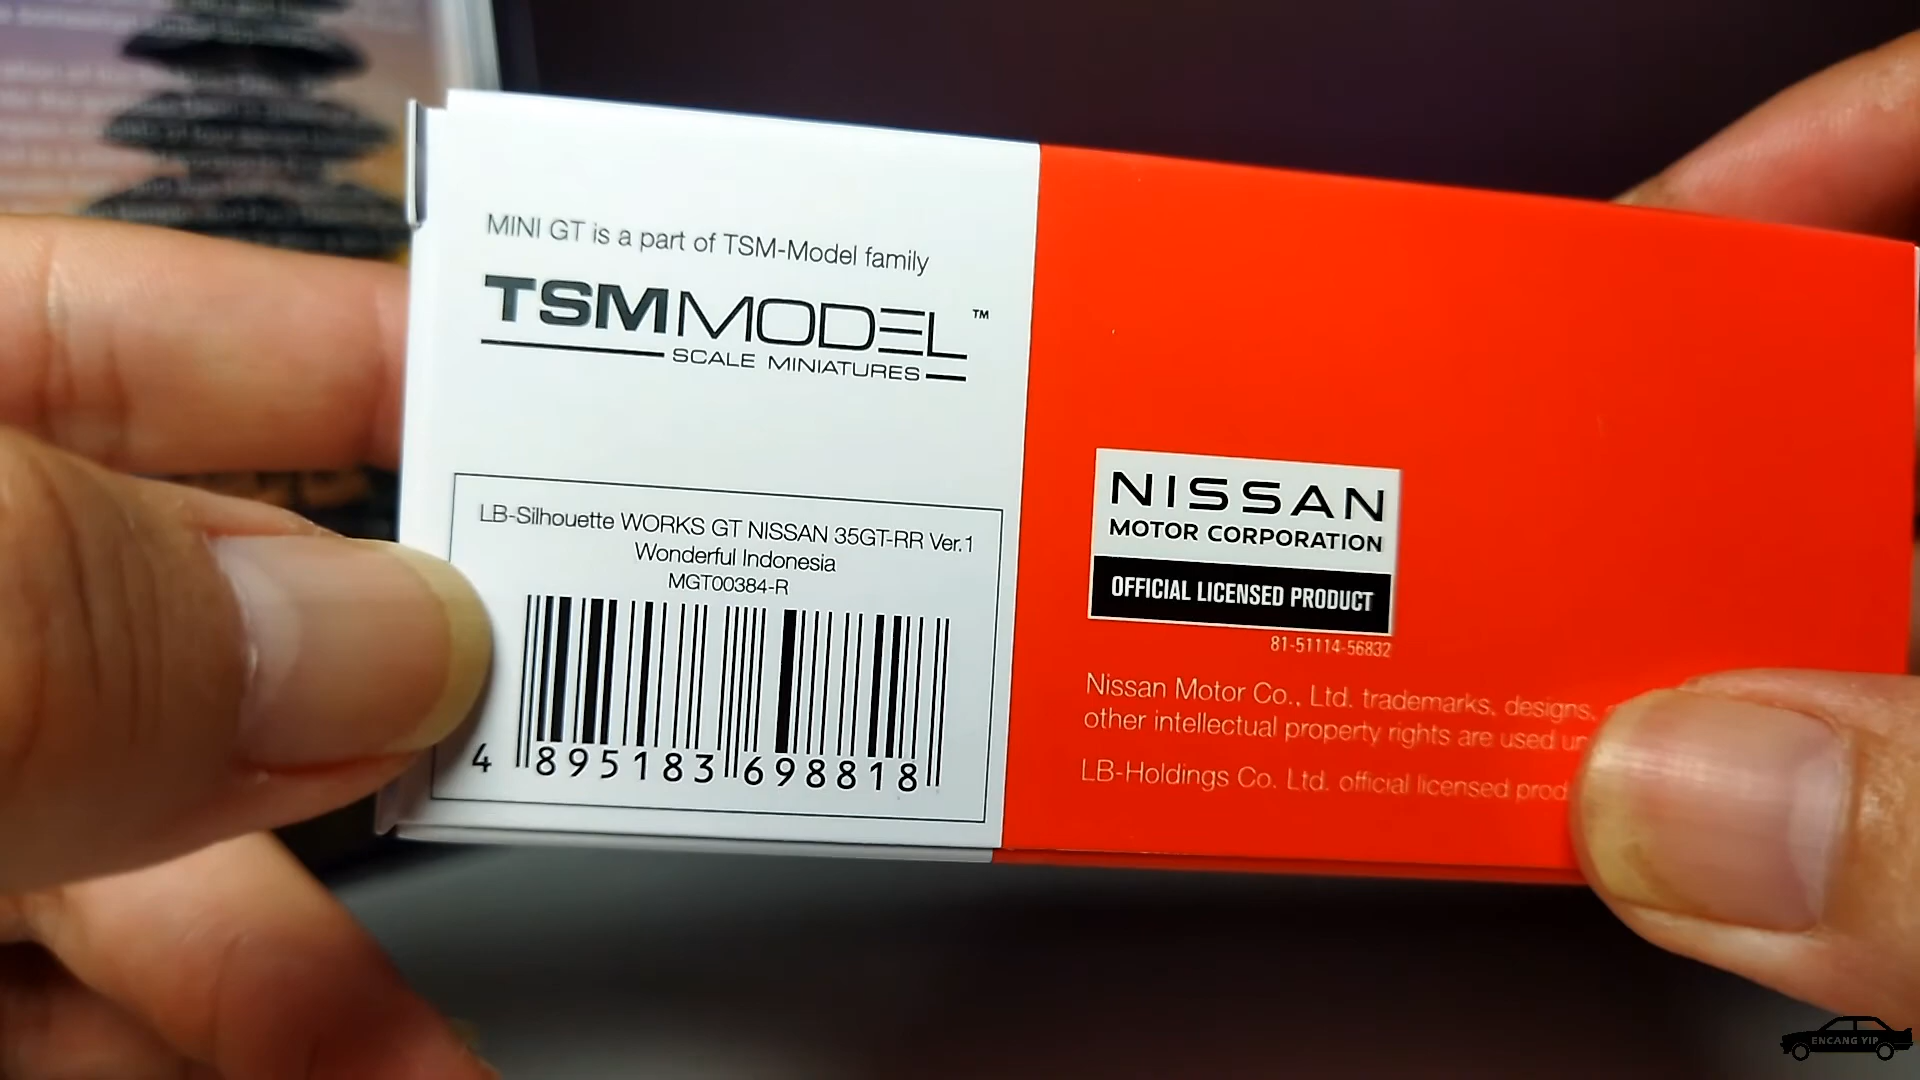 MINI GT is a part of TSM-Model family
TSMMODEL™
SCALE MINIATURES
LB-Silhouette WORKS GT NISSAN 35GT-RR Ver.1
Wonderful Indonesia
MGT00384-R
4 895183 698818
NISSAN
MOTOR CORPORATION
OFFICIAL LICENSED PRODUCT
81-51114-56832
Nissan Motor Co., Ltd. trademarks, designs,
other intellectual property rights are used
LB-Holdings Co. Ltd. official licensed
ENCANG YIP